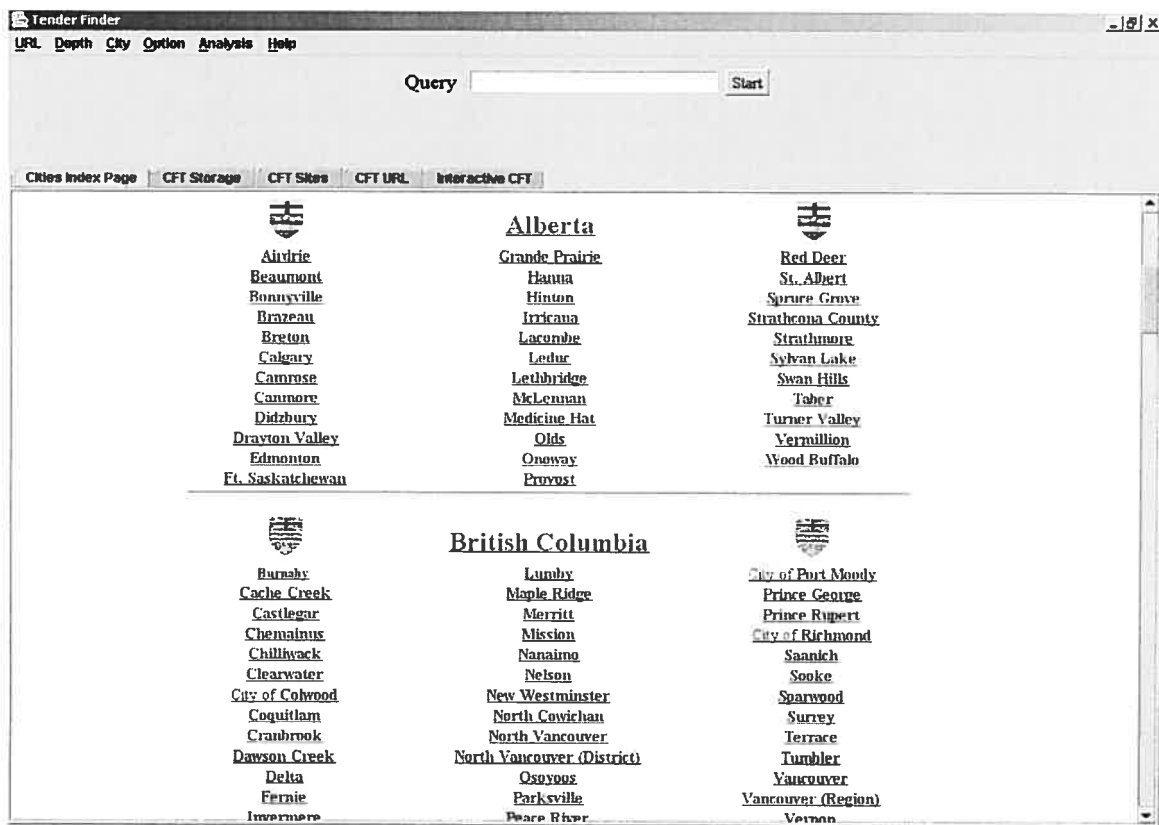 Tender Finder
URL Depth City Option Analysis Help
Query Start
Cities Index Page CFT Storage CFT Sites CFT URL Interactive CFT
Alberta
Airdrie Grande Prairie Red Deer
Beaumont Hanna St. Albert
Bonnyville Hinton Spruce Grove
Brazeau Irricana Strathcona County
Breton Lacombe Strathmore
Calgary Leduc Sylvan Lake
Camrose Lethbridge Swan Hills
Canmore McLennan Taber
Didzbury Medicine Hat Turner Valley
Drayton Valley Olds Vermillion
Edmonton Onoway Wood Buffalo
Ft. Saskatchewan Provost
British Columbia
Burnaby Lumby City of Port Moody
Cache Creek Maple Ridge Prince George
Castlegar Merritt Prince Rupert
Chemainus Mission City of Richmond
Chilliwack Nanaimo Saanich
Clearwater Nelson Sooke
City of Colwood New Westminster Sparwood
Coquitlam North Cowichan Surrey
Cranbrook North Vancouver Terrace
Dawson Creek North Vancouver (District) Tumbler
Delta Osoyoos Vancouver
Fernie Parksville Vancouver (Region)
Invermere Peace River Vernon